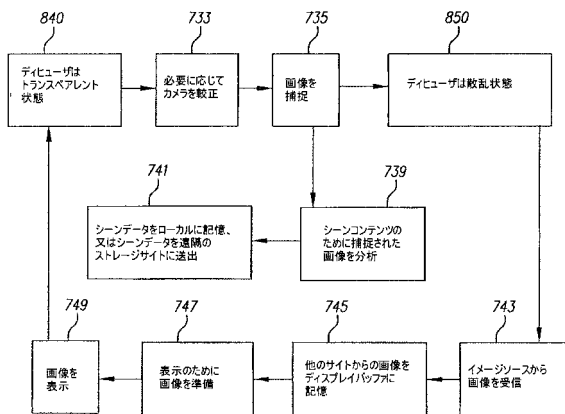 840
733
735
850
ディヒューザは
トランスペアレント
状態
必要に応じて
カメラを較正
画像を
捕捉
ディヒューザは散乱状態
741
739
シーンデータをローカルに記憶、
又はシーンデータを遠隔の
ストレージサイトに送出
シーンコンテンツの
ために捕捉された
画像を分析
749
747
745
743
画像を
表示
表示のために
画像を準備
他のサイトからの画像を
ディスプレイバッファに
記憶
イメージソースから
画像を受信